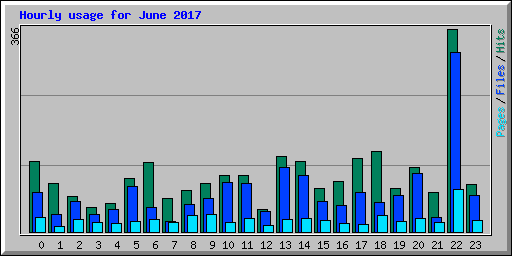 Hourly usage for June 2017
366
Pages / Files / Hits
0 1 2 3 4 5 6 7 8 9 10 11 12 13 14 15 16 17 18 19 20 21 22 23